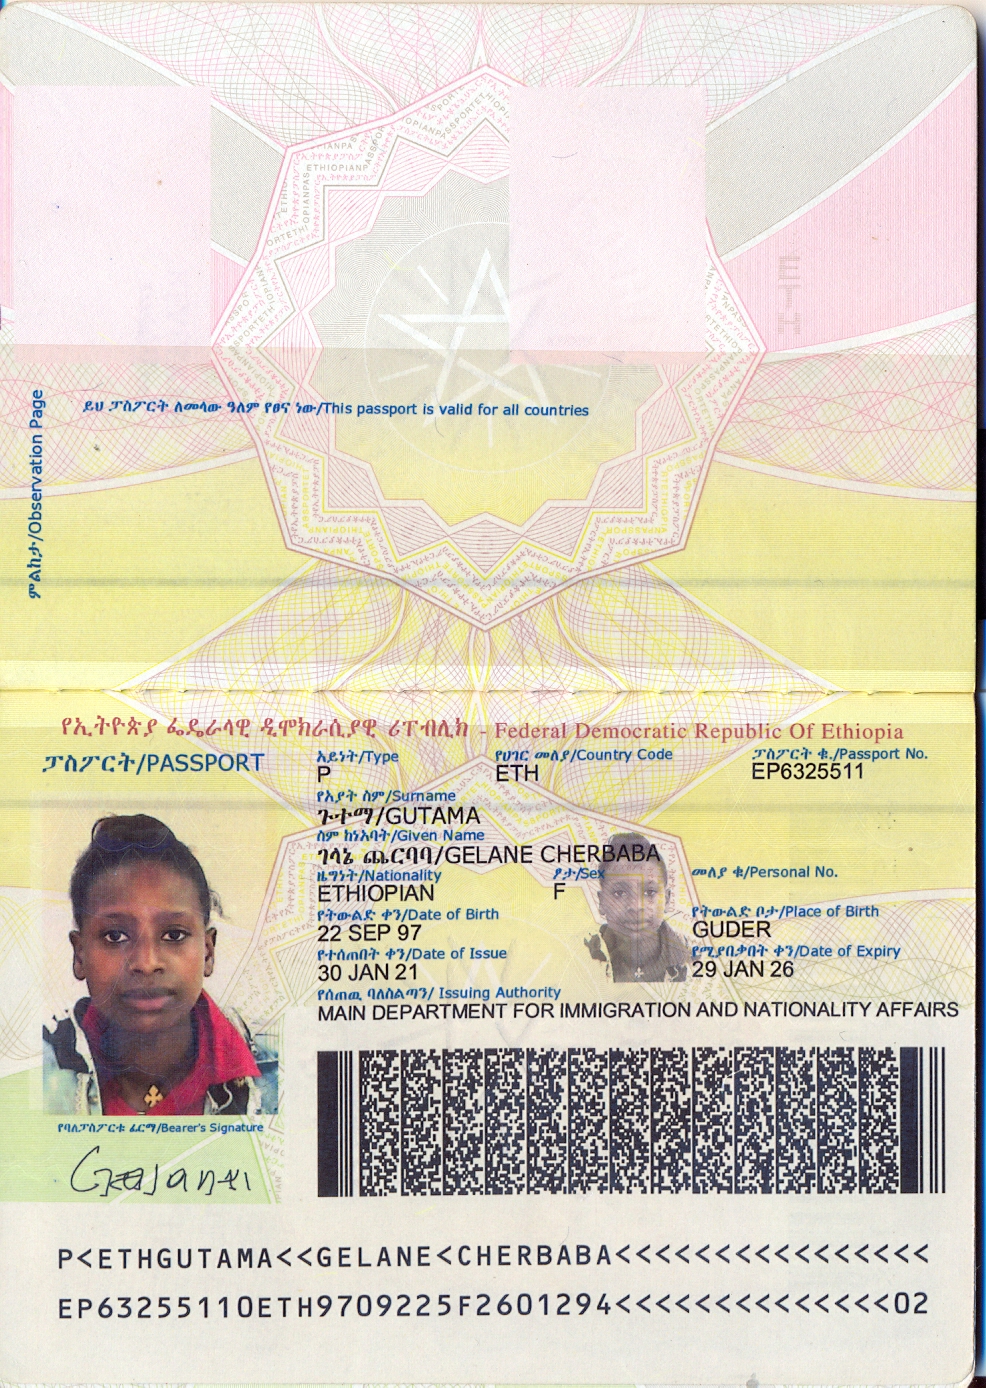 ምልከታ/Observation Page
ይህ ፓስፖርት ለመላው ዓለም የፀና ነው/This passport is valid for all countries
ETH
የኢትዮጵያ ፌዴራላዊ ዲሞክራሲያዊ ሪፐብሊክ - Federal Democratic Republic Of Ethiopia
ፓስፖርት/PASSPORT
አይነት/Type
የሀገር መለያ/Country Code
ፓስፖርት ቁ./Passport No.
P
ETH
EP6325511
የአያት ስም/Surname
ጉተማ/GUTAMA
ስም ከነአባት/Given Name
ገላኔ ጨርባባ/GELANE CHERBABA
ዜግነት/Nationality
ፆታ/Sex
መለያ ቁ/Personal No.
ETHIOPIAN
F
የትውልድ ቀን/Date of Birth
የትውልድ ቦታ/Place of Birth
22 SEP 97
GUDER
የተሰጠበት ቀን/Date of Issue
የሚያበቃበት ቀን/Date of Expiry
30 JAN 21
29 JAN 26
የሰጠዉ ባለስልጣን/ Issuing Authority
MAIN DEPARTMENT FOR IMMIGRATION AND NATIONALITY AFFAIRS
የባለፓስፖርቱ ፊርማ/Bearer's Signature
P<ETHGUTAMA<<GELANE<CHERBABA<<<<<<<<<<<<<<<<
EP63255110ETH9709225F2601294<<<<<<<<<<<<<<02